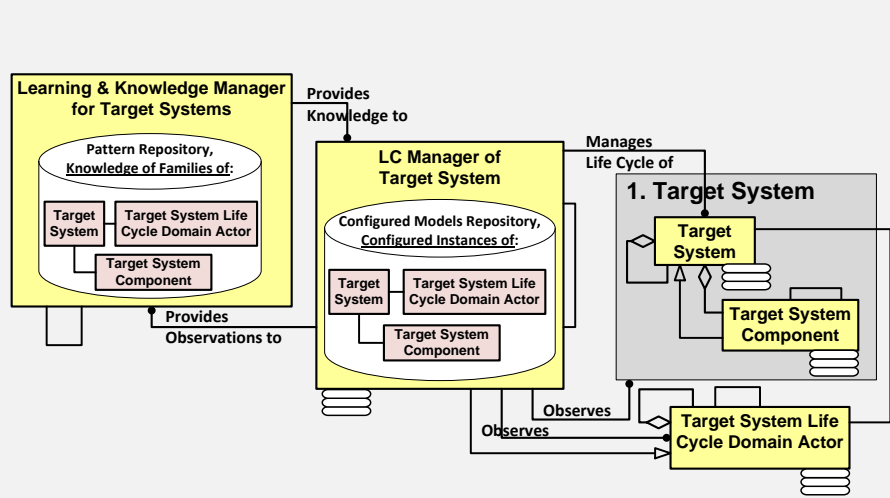 Learning & Knowledge Manager
for Target Systems
Pattern Repository,
Knowledge of Families of:
Target
System
Target System Life
Cycle Domain Actor
Target System
Component
Provides
Knowledge to
LC Manager of
Target System
Configured Models Repository,
Configured Instances of:
Target
System
Target System Life
Cycle Domain Actor
Target System
Component
Provides
Observations to
Manages
Life Cycle of
1. Target System
Target
System
Target System
Component
Observes
Observes
Target System Life
Cycle Domain Actor